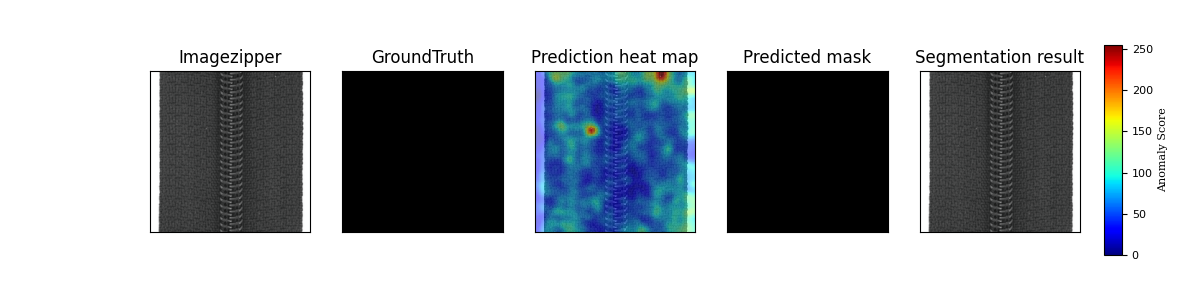 Imagezipper
GroundTruth
Prediction heat map
Predicted mask
Segmentation result
250
200
150
100
50
0
Anomaly Score